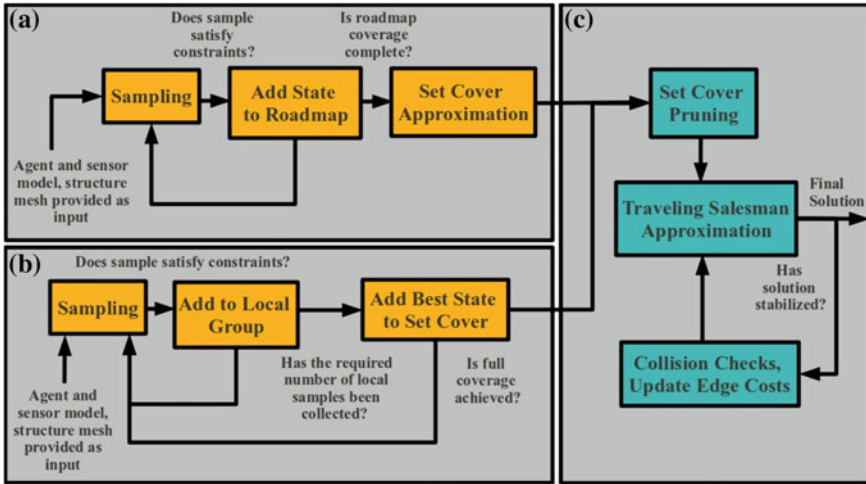 (a)
Does sample
satisfy
constraints?
Is roadmap
coverage
complete?
Sampling
Add State
to Roadmap
Set Cover
Approximation
Agent and sensor
model, structure
mesh provided as
input
(b)
Does sample satisfy constraints?
Sampling
Add to Local
Group
Add Best State
to Set Cover
Has the required
number of local
samples been
collected?
Is full
coverage
achieved?
Agent and
sensor model,
structure mesh
provided as
input
(c)
Set Cover
Pruning
Traveling Salesman
Approximation
Final
Solution
Has
solution
stabilized?
Collision Checks,
Update Edge Costs